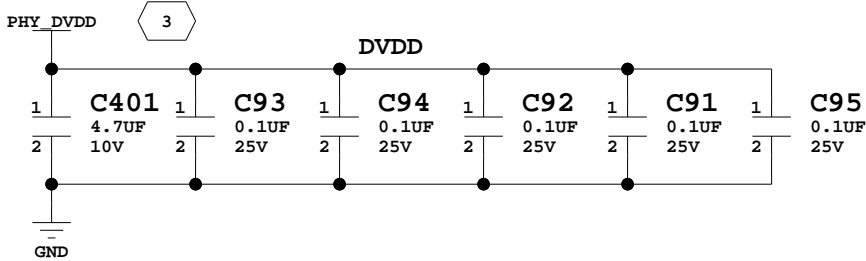 PHY_DVDD
3
DVDD
1
C401
4.7UF
10V
2
1
C93
0.1UF
25V
2
1
C94
0.1UF
25V
2
1
C92
0.1UF
25V
2
1
C91
0.1UF
25V
2
1
C95
0.1UF
25V
2
GND